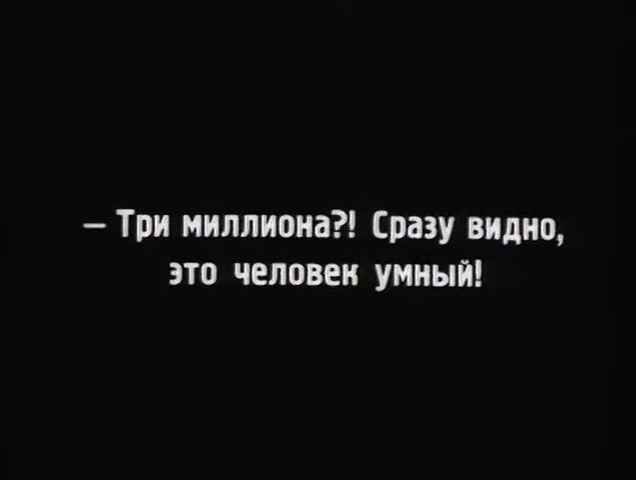 – Три миллиона?! Сразу видно,
это человек умный!